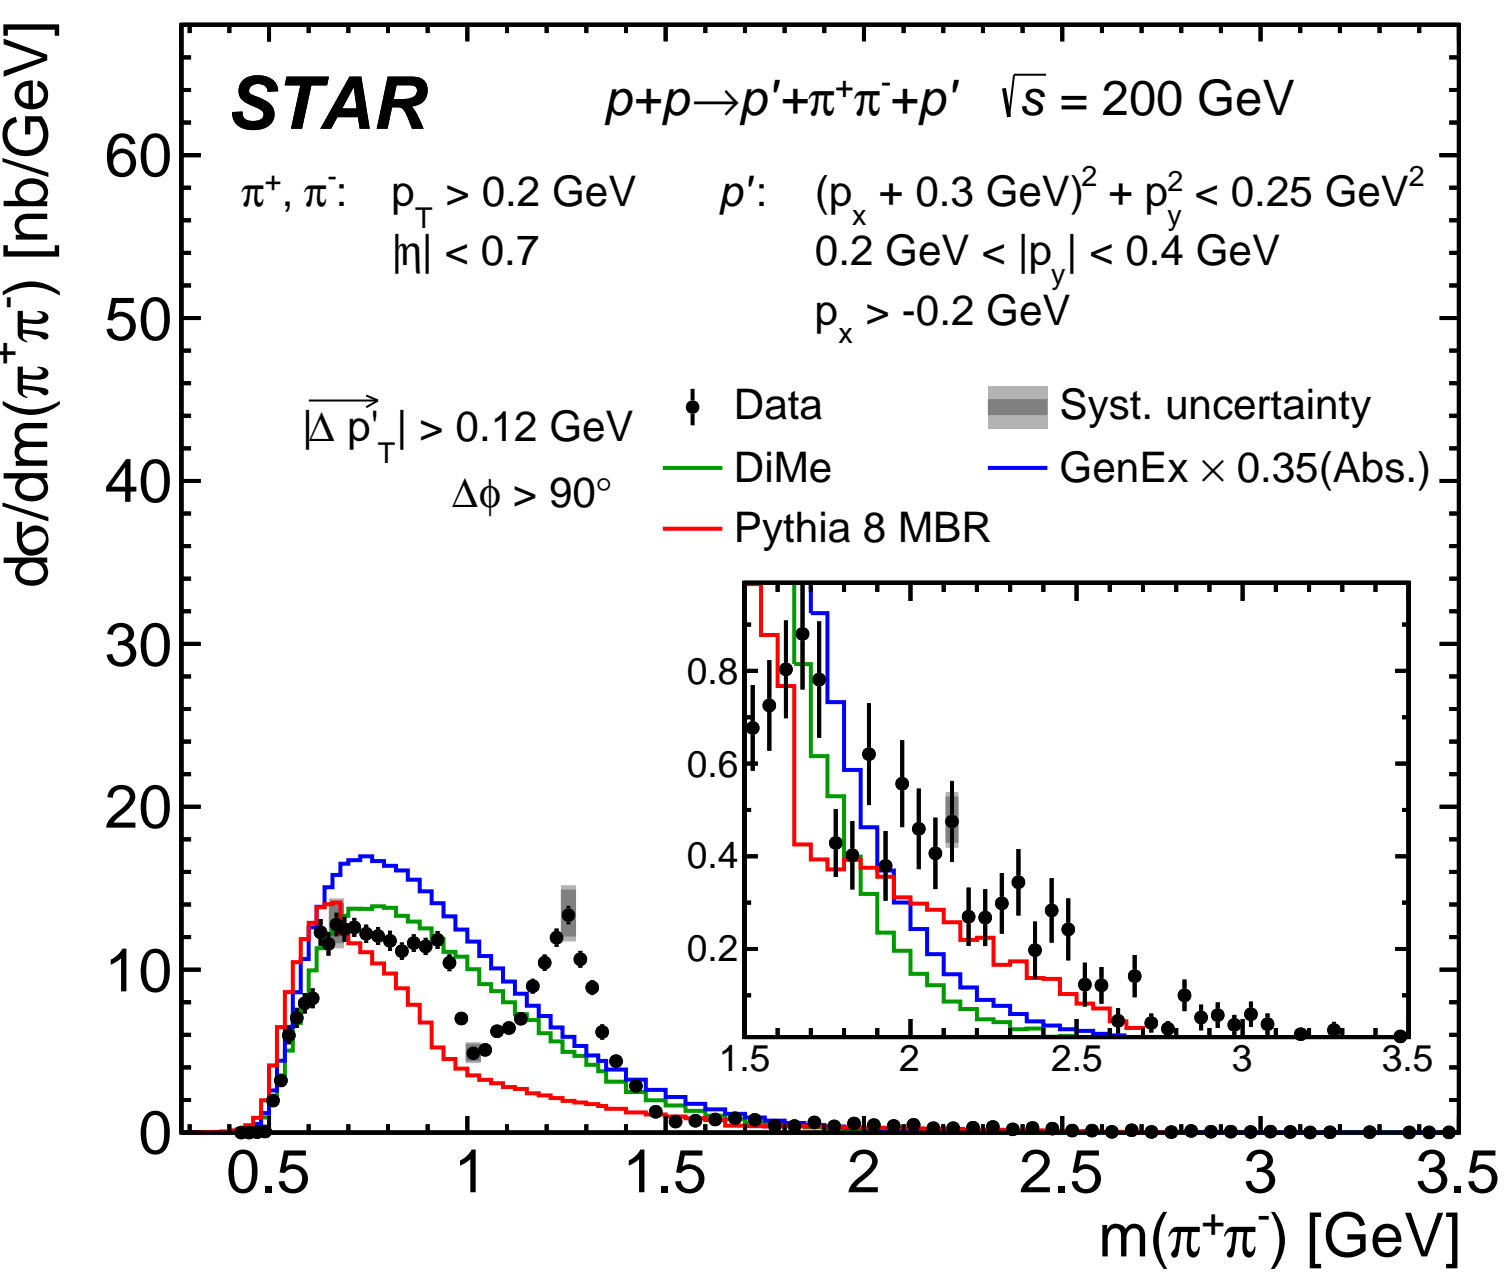 STAR p+p→p′+π⁺π⁻+p′ √s = 200 GeV
π⁺, π⁻: p_T > 0.2 GeV p′: (p_x + 0.3 GeV)² + p_y² < 0.25 GeV²
|η| < 0.7 0.2 GeV < |p_y| < 0.4 GeV
p_x > -0.2 GeV
|Δ p′_T| > 0.12 GeV
Δϕ > 90°
Data Syst. uncertainty
DiMe GenEx × 0.35(Abs.)
Pythia 8 MBR
dσ/dm(π⁺π⁻) [nb/GeV]
60
50
40
30
20
10
0
0.8
0.6
0.4
0.2
1.5 2 2.5 3 3.5
0.5 1 1.5 2 2.5 3 3.5
m(π⁺π⁻) [GeV]